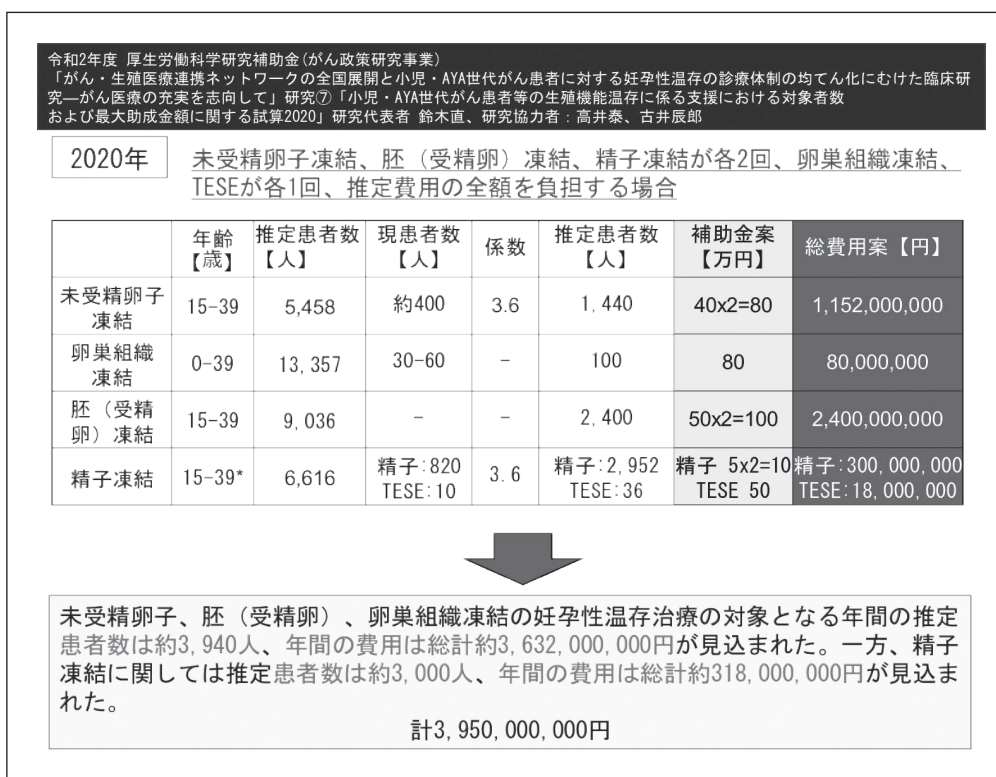 令和2年度 厚生労働科学研究補助金(がん政策研究事業)
「がん・生殖医療連携ネットワークの全国展開と小児・AYA世代がん患者に対する妊孕性温存の診療体制の均てん化にむけた臨床研
究―がん医療の充実を志向して」研究⑦「小児・AYA世代がん患者等の生殖機能温存に係る支援における対象者数
および最大助成金額に関する試算2020」研究代表者 鈴木直、研究協力者：高井泰、古井辰郎
2020年
未受精卵子凍結、胚（受精卵）凍結、精子凍結が各2回、卵巣組織凍結、
TESEが各1回、推定費用の全額を負担する場合
年齢
【歳】
推定患者数
【人】
現患者数
【人】
係数
推定患者数
【人】
補助金案
【万円】
総費用案【円】
未受精卵子
凍結
15-39
5,458
約400
3.6
1,440
40x2=80
1,152,000,000
卵巣組織
凍結
0-39
13,357
30-60
-
100
80
80,000,000
胚（受精
卵）凍結
15-39
9,036
-
-
2,400
50x2=100
2,400,000,000
精子凍結
15-39*
6,616
精子:820
TESE:10
3.6
精子:2,952
TESE:36
精子 5x2=10
TESE 50
精子:300,000,000
TESE:18,000,000
未受精卵子、胚（受精卵）、卵巣組織凍結の妊孕性温存治療の対象となる年間の推定
患者数は約3,940人、年間の費用は総計約3,632,000,000円が見込まれた。一方、精子
凍結に関しては推定患者数は約3,000人、年間の費用は総計約318,000,000円が見込ま
れた。
計3,950,000,000円